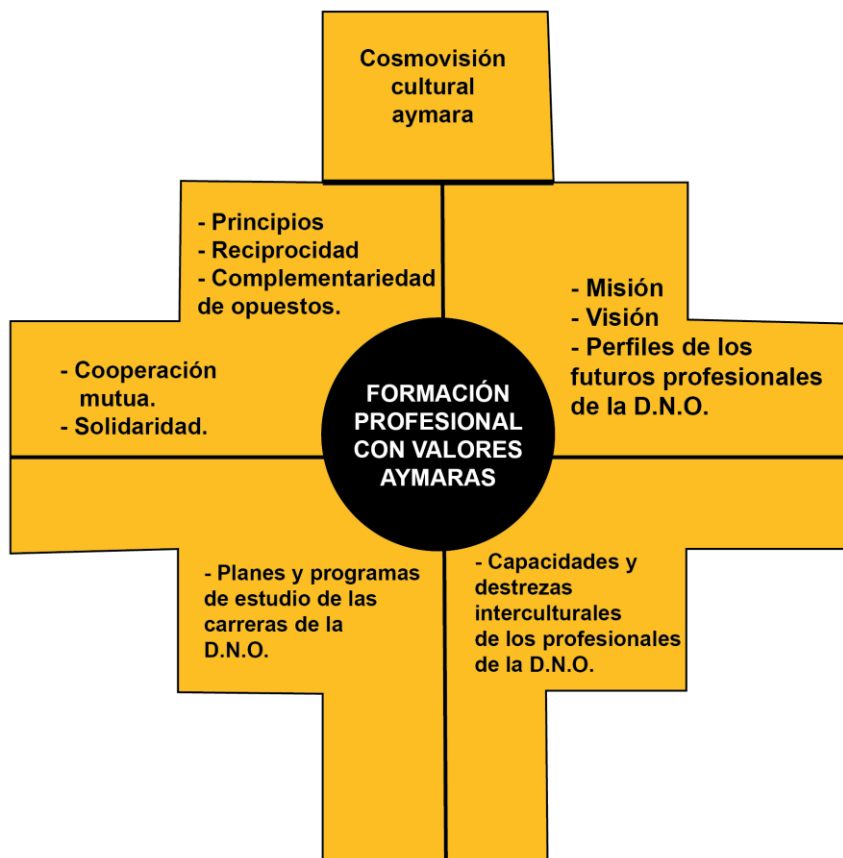 Cosmovisión
cultural
aymara
- Principios
- Reciprocidad
- Complementariedad
de opuestos.
- Cooperación
mutua.
- Solidaridad.
- Misión
- Visión
- Perfiles de los
futuros profesionales
de la D.N.O.
FORMACIÓN
PROFESIONAL
CON VALORES
AYMARAS
- Planes y programas
de estudio de las
carreras de la
D.N.O.
- Capacidades y
destrezas
interculturales
de los profesionales
de la D.N.O.